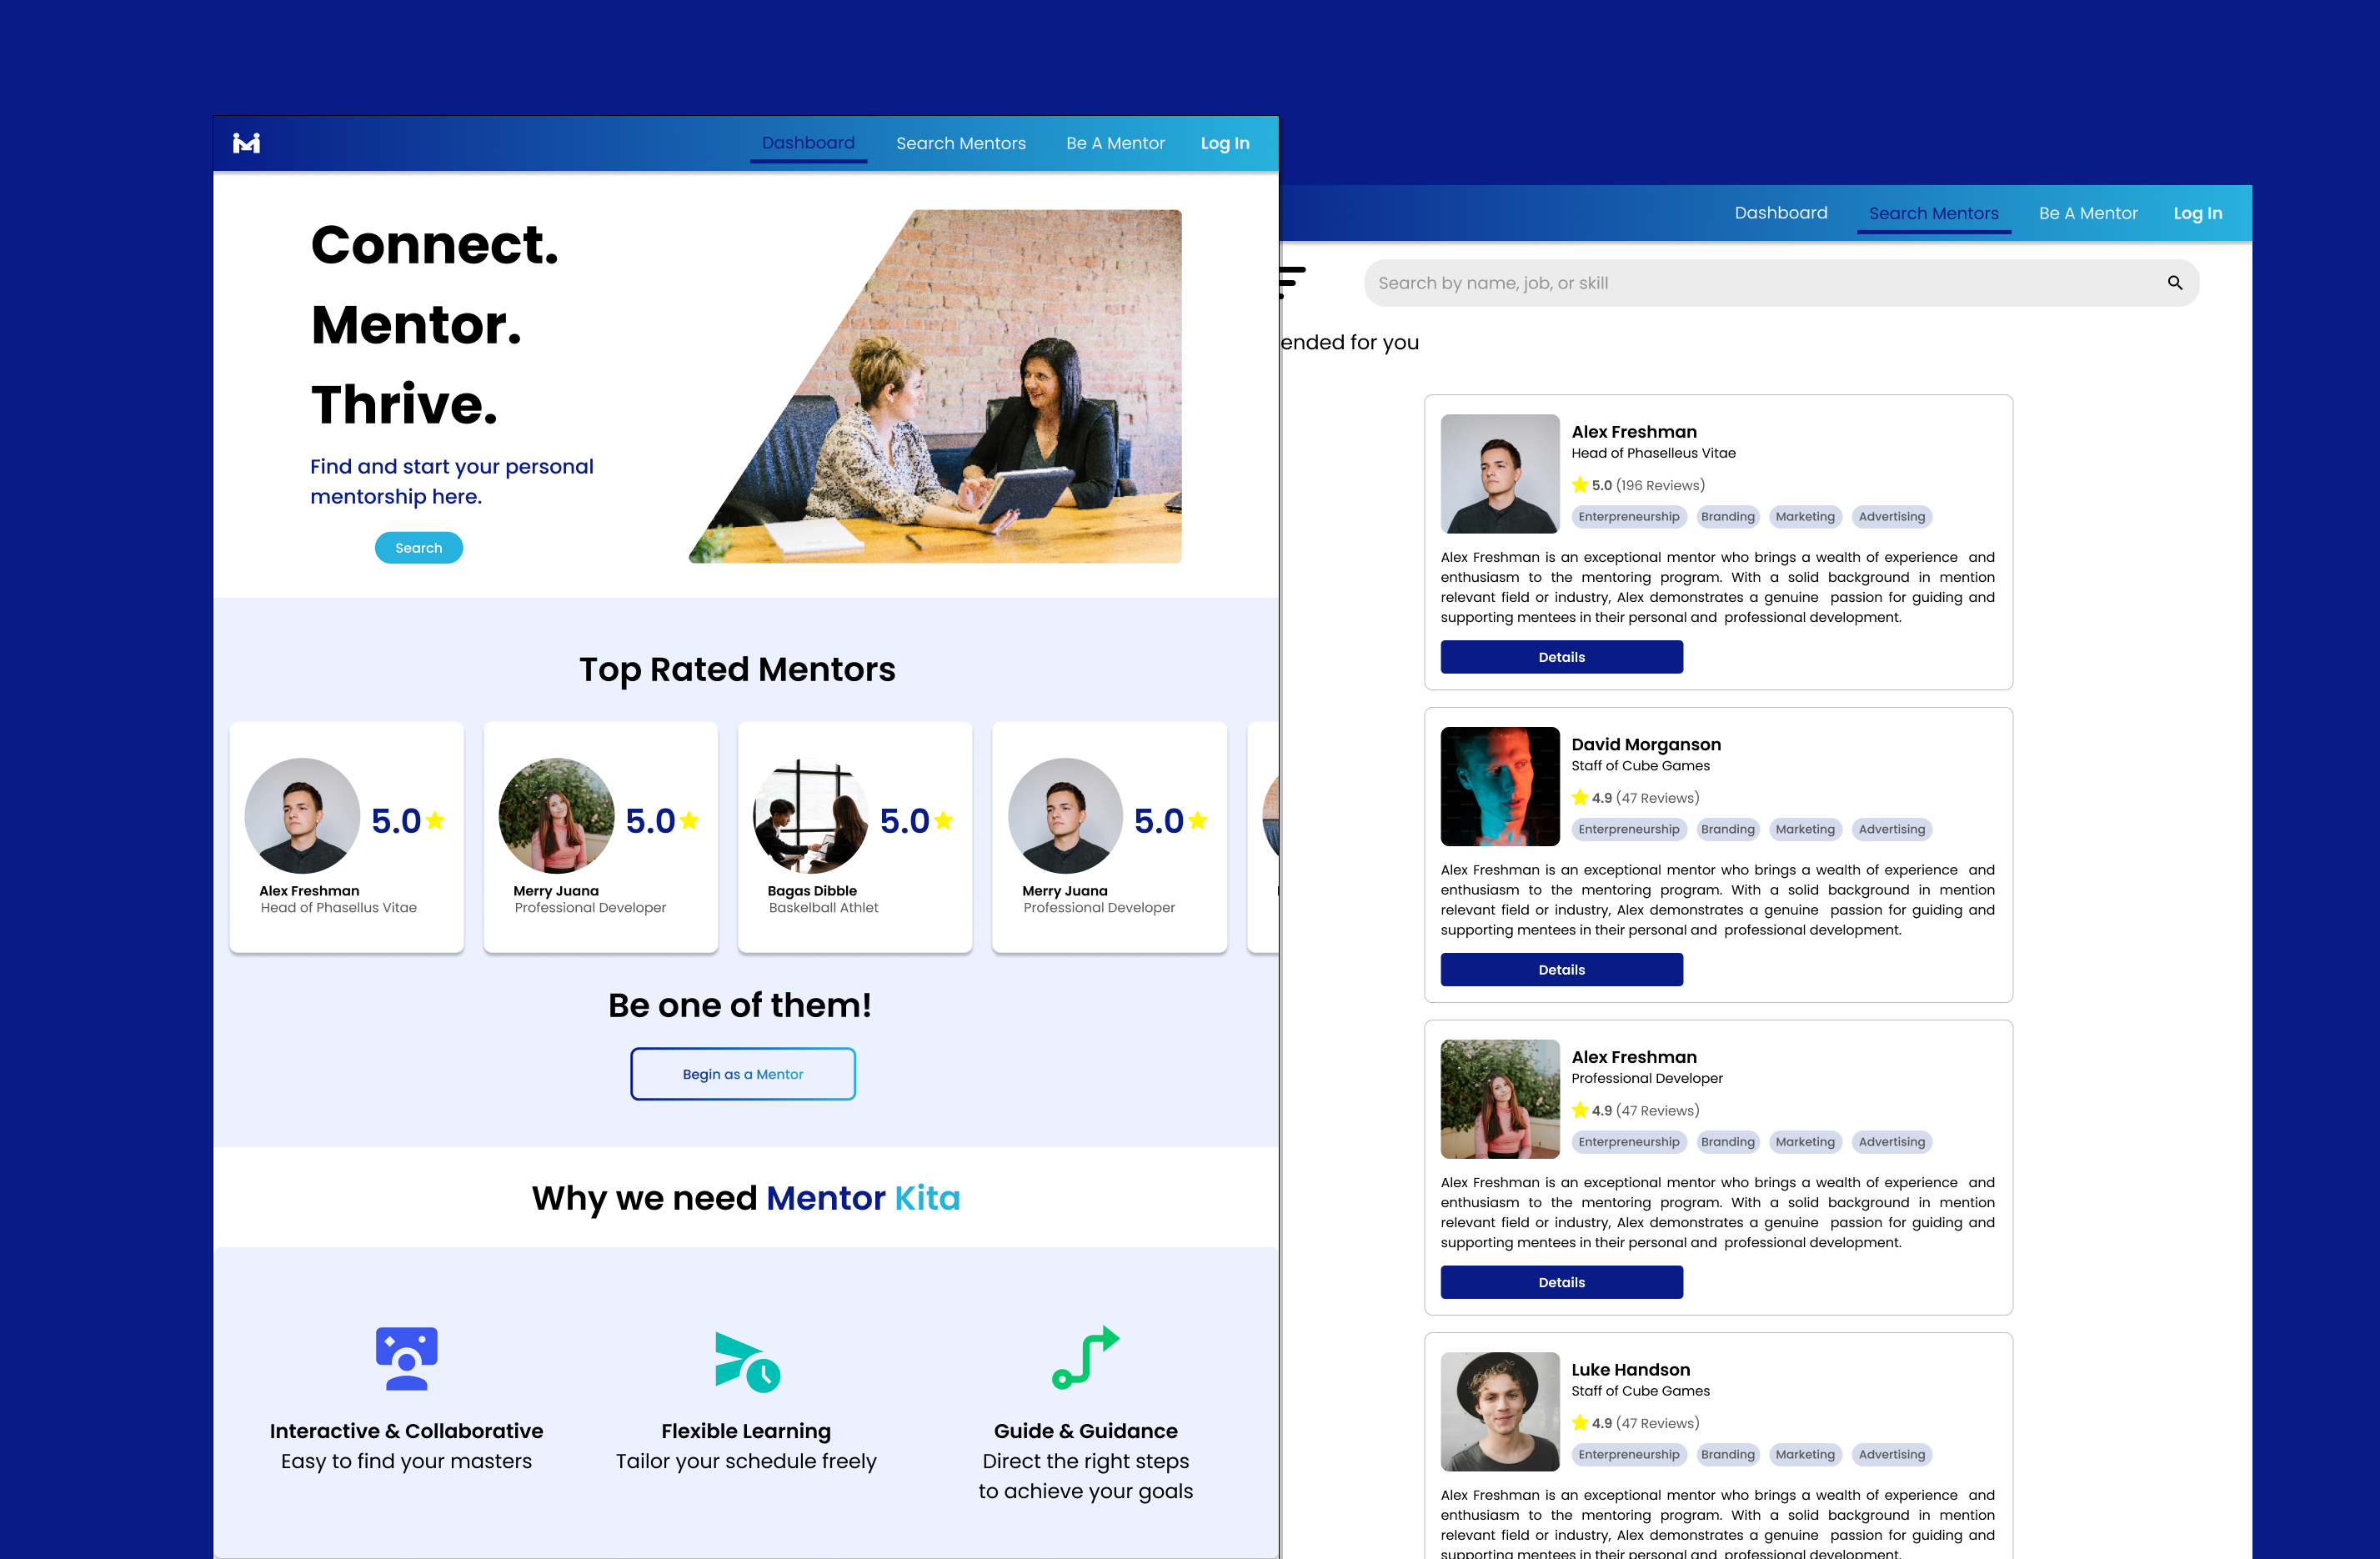 Dashboard Search Mentors Be A Mentor Log In
Connect.
Mentor.
Thrive.
Find and start your personal
mentorship here.
Search
Top Rated Mentors
5.0
Alex Freshman
Head of Phasellus Vitae
5.0
Merry Juana
Professional Developer
5.0
Bagas Dibble
Baskelball Athlet
5.0
Merry Juana
Professional Developer
Be one of them!
Begin as a Mentor
Why we need Mentor Kita
Interactive & Collaborative
Easy to find your masters
Flexible Learning
Tailor your schedule freely
Guide & Guidance
Direct the right steps
to achieve your goals
Dashboard Search Mentors Be A Mentor Log In
Search by name, job, or skill
ended for you
Alex Freshman
Head of Phaselleus Vitae
5.0 (196 Reviews)
Enterpreneurship Branding Marketing Advertising
Alex Freshman is an exceptional mentor who brings a wealth of experience and
enthusiasm to the mentoring program. With a solid background in mention
relevant field or industry, Alex demonstrates a genuine passion for guiding and
supporting mentees in their personal and professional development.
Details
David Morganson
Staff of Cube Games
4.9 (47 Reviews)
Enterpreneurship Branding Marketing Advertising
Alex Freshman is an exceptional mentor who brings a wealth of experience and
enthusiasm to the mentoring program. With a solid background in mention
relevant field or industry, Alex demonstrates a genuine passion for guiding and
supporting mentees in their personal and professional development.
Details
Alex Freshman
Professional Developer
4.9 (47 Reviews)
Enterpreneurship Branding Marketing Advertising
Alex Freshman is an exceptional mentor who brings a wealth of experience and
enthusiasm to the mentoring program. With a solid background in mention
relevant field or industry, Alex demonstrates a genuine passion for guiding and
supporting mentees in their personal and professional development.
Details
Luke Handson
Staff of Cube Games
4.9 (47 Reviews)
Enterpreneurship Branding Marketing Advertising
Alex Freshman is an exceptional mentor who brings a wealth of experience and
enthusiasm to the mentoring program. With a solid background in mention
relevant field or industry, Alex demonstrates a genuine passion for guiding and
supporting mentees in their personal and professional development.